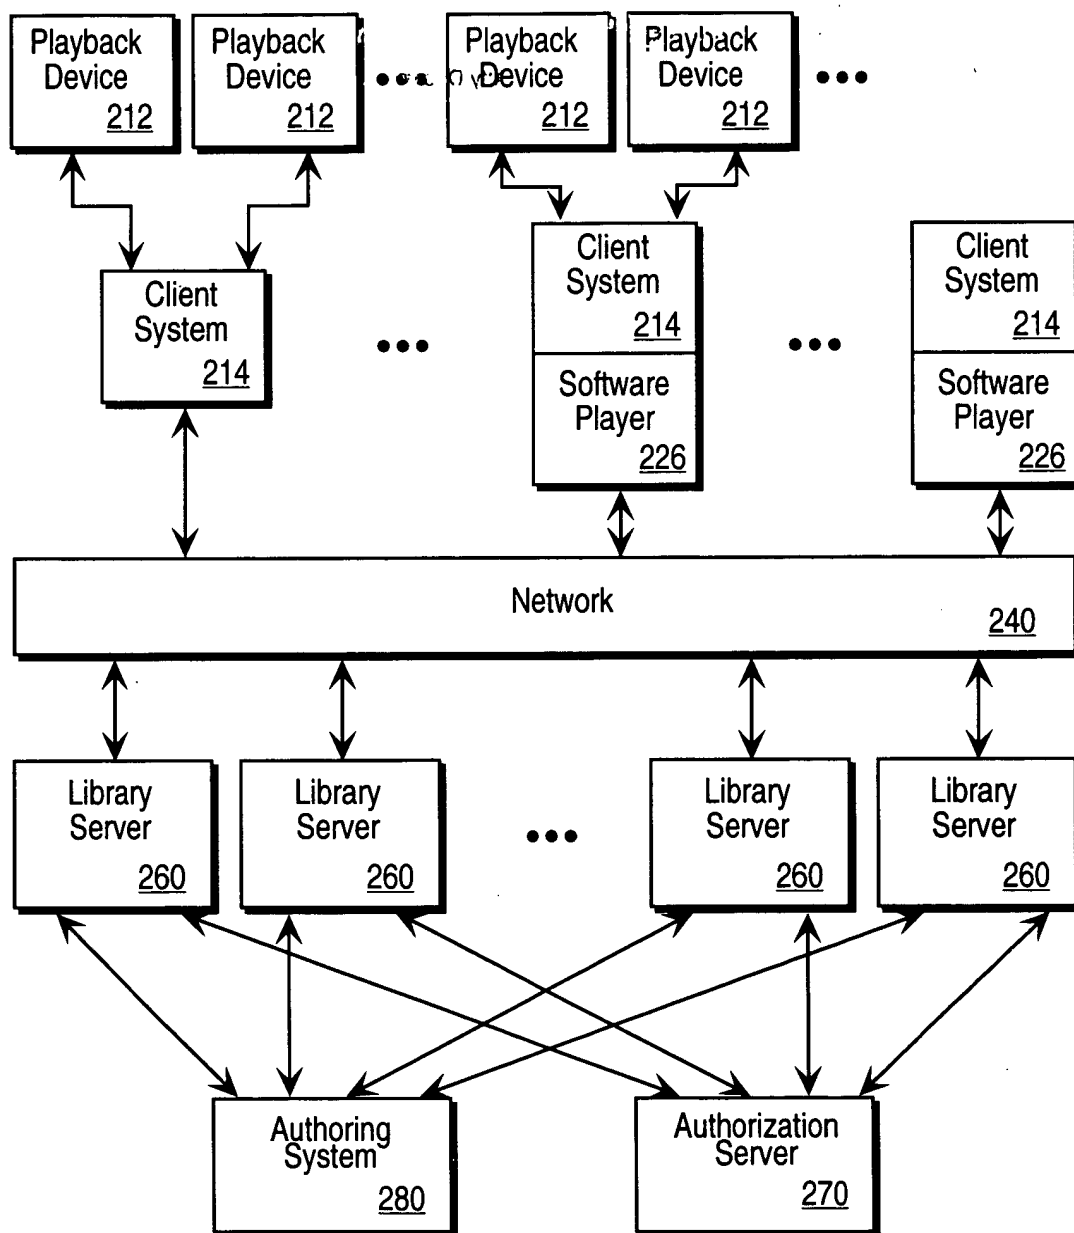 Playback
Device
212
Playback
Device
212
Playback
Device
212
Playback
Device
212
Client
System
214
Client
System
214
Software
Player
226
Client
System
214
Software
Player
226
Network
240
Library
Server
260
Library
Server
260
Library
Server
260
Library
Server
260
Authoring
System
280
Authorization
Server
270